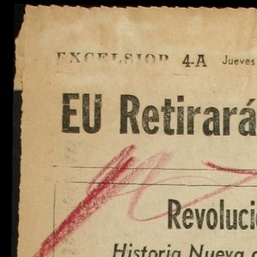 EXCELSIOR 4-A Jueves
EU Retirará
Revoluci
Historia Nueva